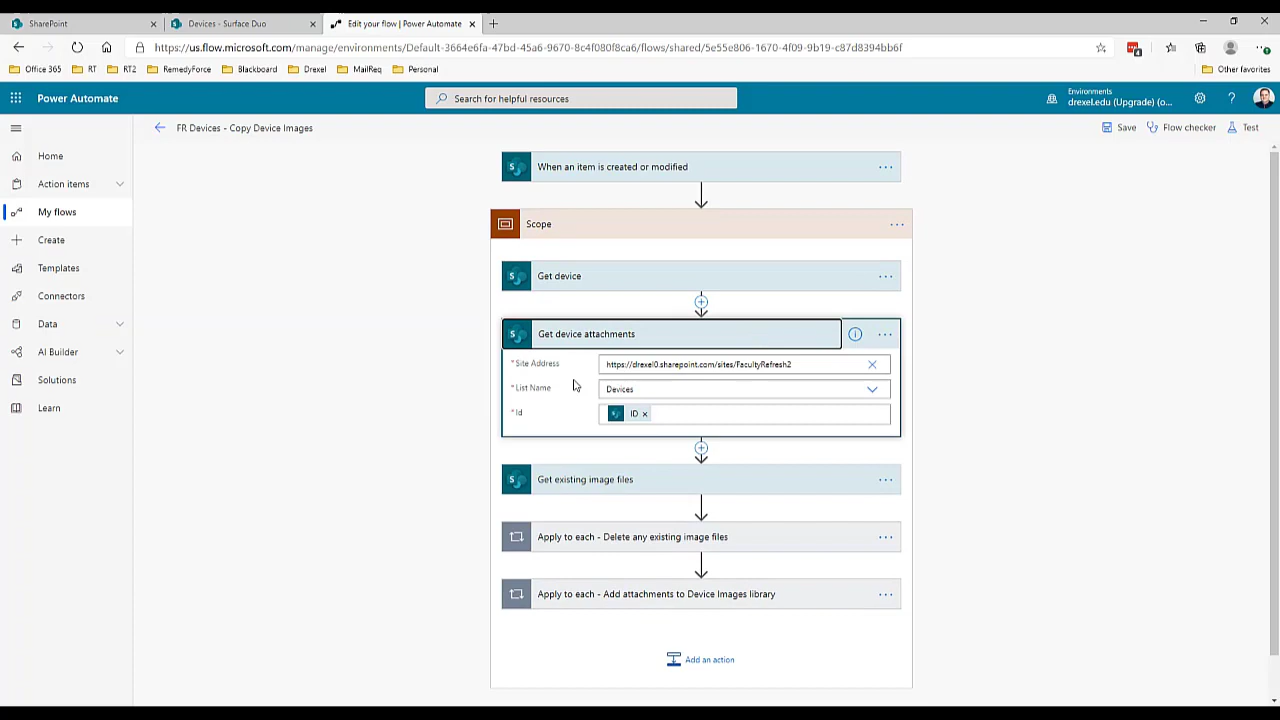 SharePoint
Devices - Surface Duo
Edit your flow | Power Automate
https://us.flow.microsoft.com/manage/environments/Default-3664e6fa-47bd-45a6-9670-8c4f080f8ca6/flows/shared/5e55e806-1670-4f09-9b19-c87d8394bb6f
Office 365
RT
RT2
RemedyForce
Blackboard
Drexel
MailReq
Personal
Other favorites
Power Automate
Search for helpful resources
Environments
drexel.edu (Upgrade) (o...
FR Devices - Copy Device Images
Save
Flow checker
Test
Home
Action items
My flows
Create
Templates
Connectors
Data
AI Builder
Solutions
Learn
When an item is created or modified
Scope
Get device
Get device attachments
*Site Address
https://drexel0.sharepoint.com/sites/FacultyRefresh2
*List Name
Devices
*Id
ID
Get existing image files
Apply to each - Delete any existing image files
Apply to each - Add attachments to Device Images library
Add an action